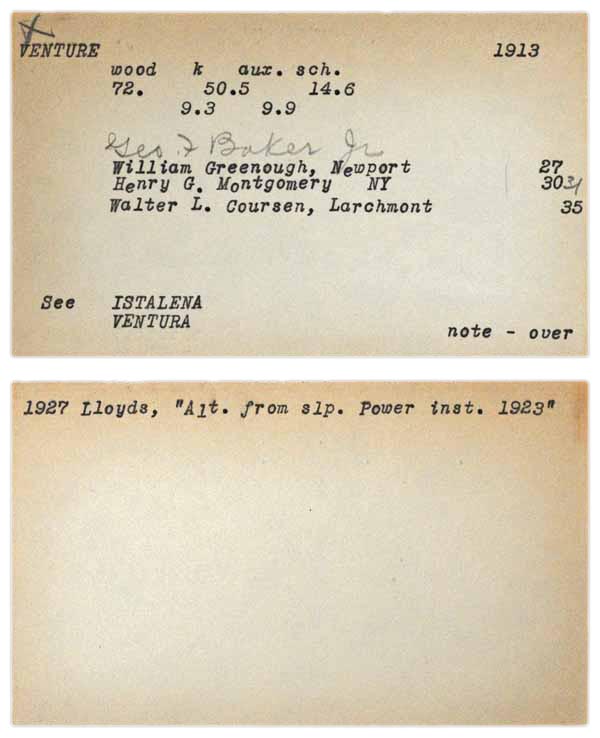 x
VENTURE 1913
wood k aux. sch.
72. 50.5 14.6
9.3 9.9
Geo F Baker Jr
William Greenough, Newport 27
Henry G. Montgomery NY 30 31
Walter L. Coursen, Larchmont 35
See ISTALENA
VENTURA
note - over
1927 Lloyds, "Alt. from slp. Power inst. 1923"